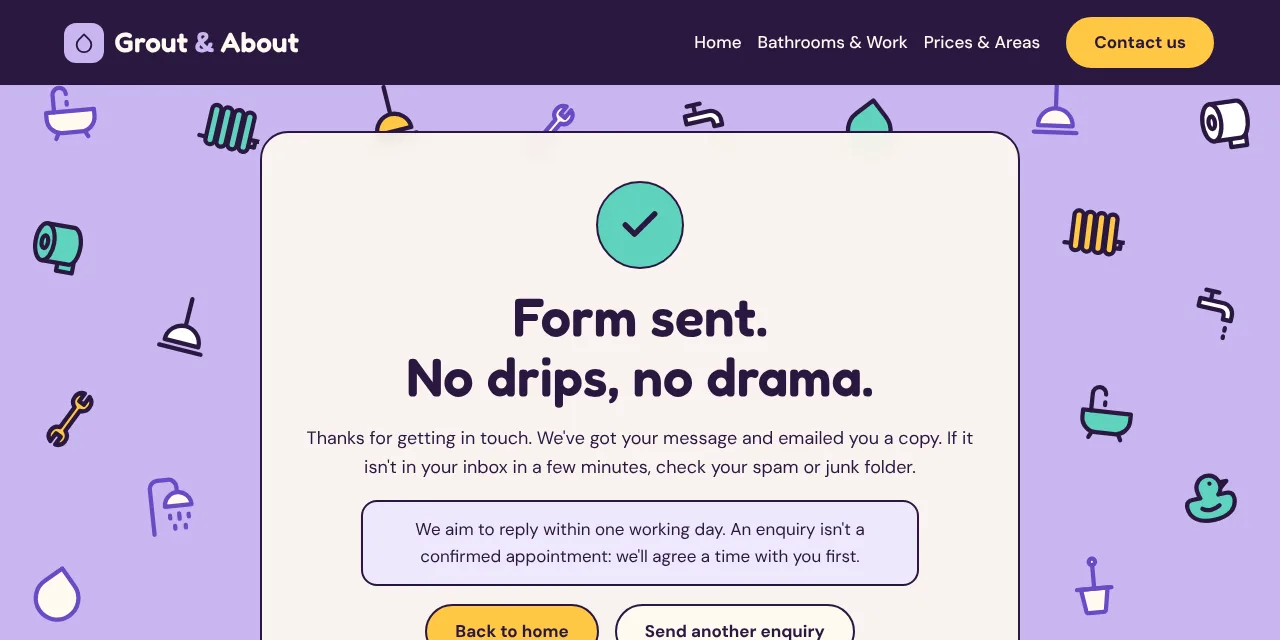 Grout & About
Home
Bathrooms & Work
Prices & Areas
Contact us
Form sent.
No drips, no drama.
Thanks for getting in touch. We've got your message and emailed you a copy. If it
isn't in your inbox in a few minutes, check your spam or junk folder.
We aim to reply within one working day. An enquiry isn't a
confirmed appointment: we'll agree a time with you first.
Back to home
Send another enquiry